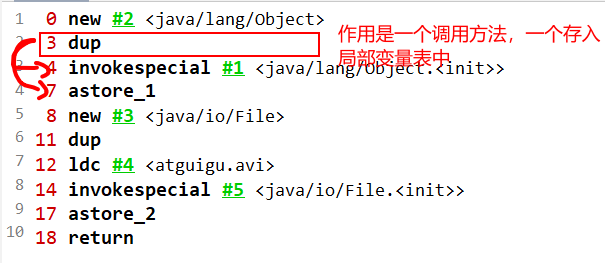 1 0 new #2 <java/lang/Object>
2 3 dup
3 4 invokespecial #1 <java/lang/Object.<init>>
4 7 astore_1
5 8 new #3 <java/io/File>
6 11 dup
7 12 ldc #4 <atguigu.avi>
8 14 invokespecial #5 <java/io/File.<init>>
9 17 astore_2
10 18 return
作用是一个调用方法，一个存入
局部变量表中